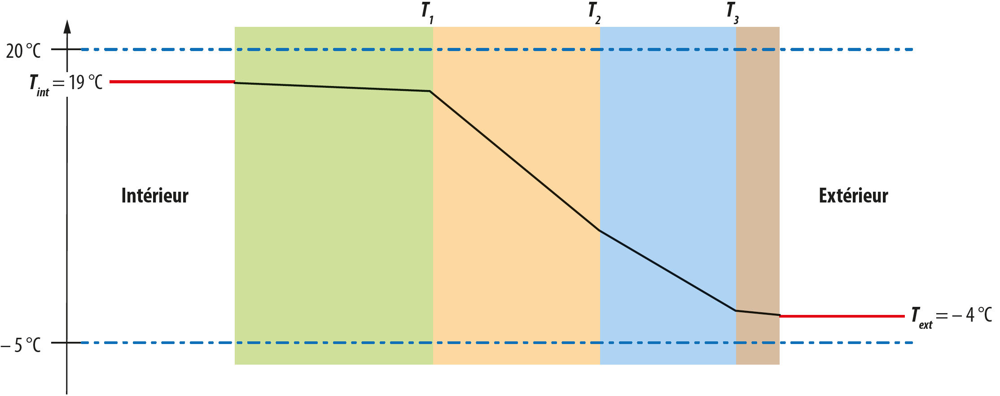 T1 T2 T3
20 °C
Tint = 19 °C
Intérieur Extérieur
Text = – 4 °C
– 5 °C